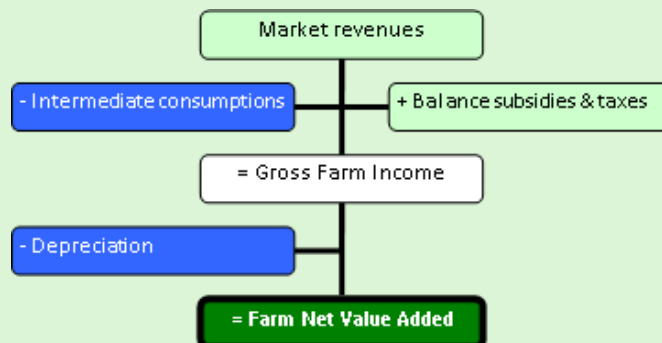 Market revenues
- Intermediate consumptions
+ Balance subsidies & taxes
= Gross Farm Income
- Depreciation
= Farm Net Value Added